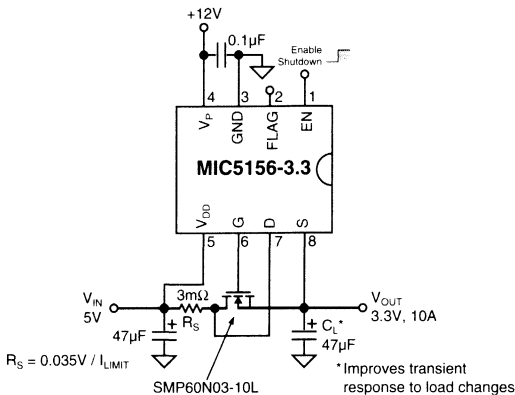 +12V
0.1µF
Enable
Shutdown
4
3
2
1
V_P
GND
FLAG
EN
MIC5156-3.3
V_DD
G
D
S
5
6
7
8
V_IN
5V
3mΩ
R_S
V_OUT
3.3V, 10A
47µF
+
+
C_L*
47µF
R_S = 0.035V / I_LIMIT
SMP60N03-10L
*Improves transient
response to load changes